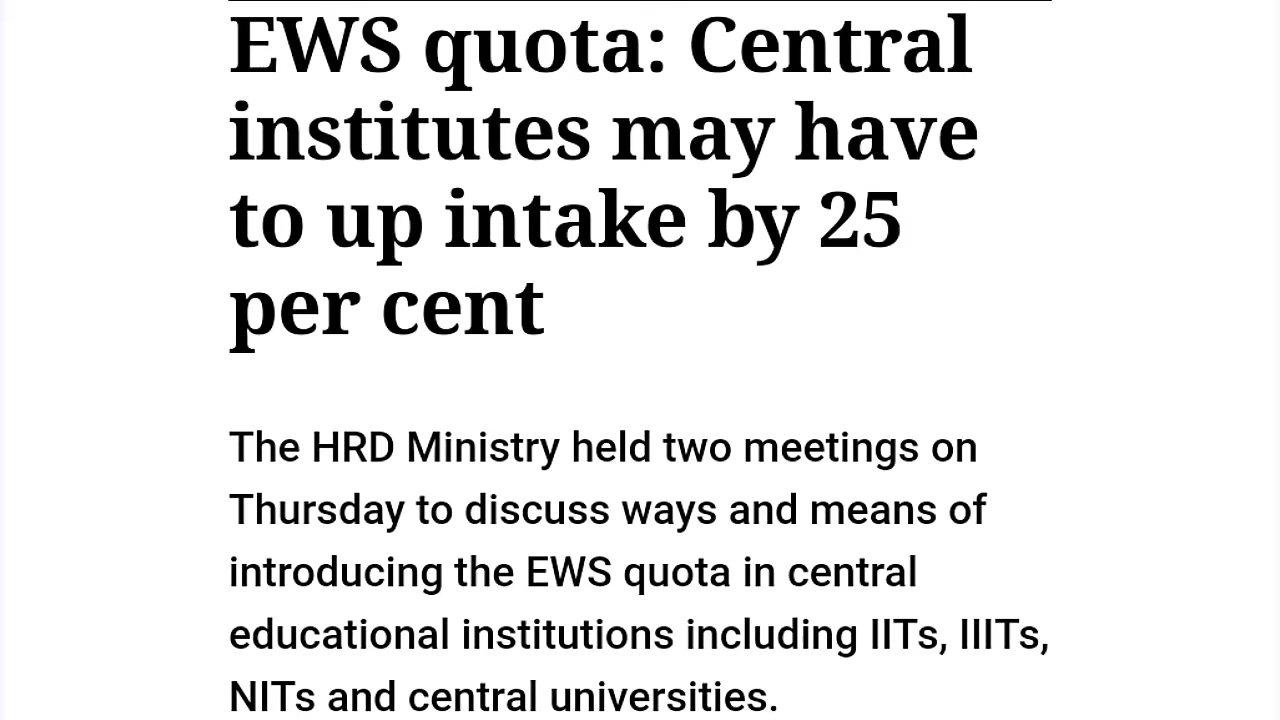 EWS quota: Central
institutes may have
to up intake by 25
per cent
The HRD Ministry held two meetings on
Thursday to discuss ways and means of
introducing the EWS quota in central
educational institutions including IITs, IIITs,
NITs and central universities.